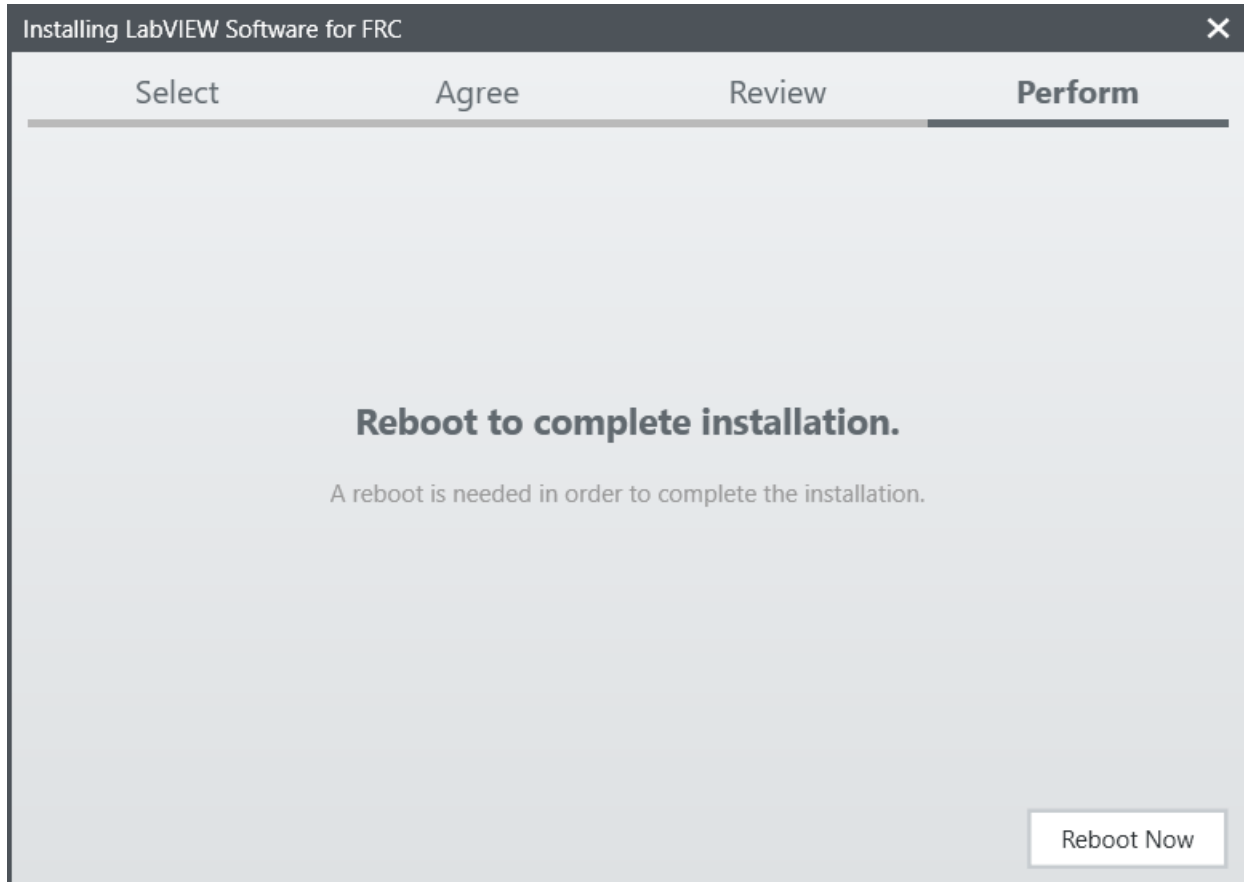 Installing LabVIEW Software for FRC
Select Agree Review Perform
Reboot to complete installation.
A reboot is needed in order to complete the installation.
Reboot Now